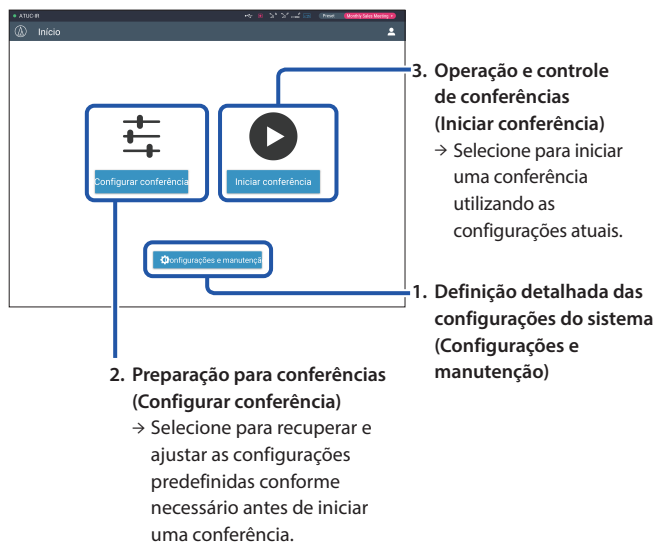 ATUC-IR
Preset
Monthly Sales Meeting
Início
Configurar conferência
Iniciar conferência
Configurações e manutençã
3. Operação e controle
de conferências
(Iniciar conferência)
→ Selecione para iniciar
uma conferência
utilizando as
configurações atuais.
1. Definição detalhada das
configurações do sistema
(Configurações e
manutenção)
2. Preparação para conferências
(Configurar conferência)
→ Selecione para recuperar e
ajustar as configurações
predefinidas conforme
necessário antes de iniciar
uma conferência.